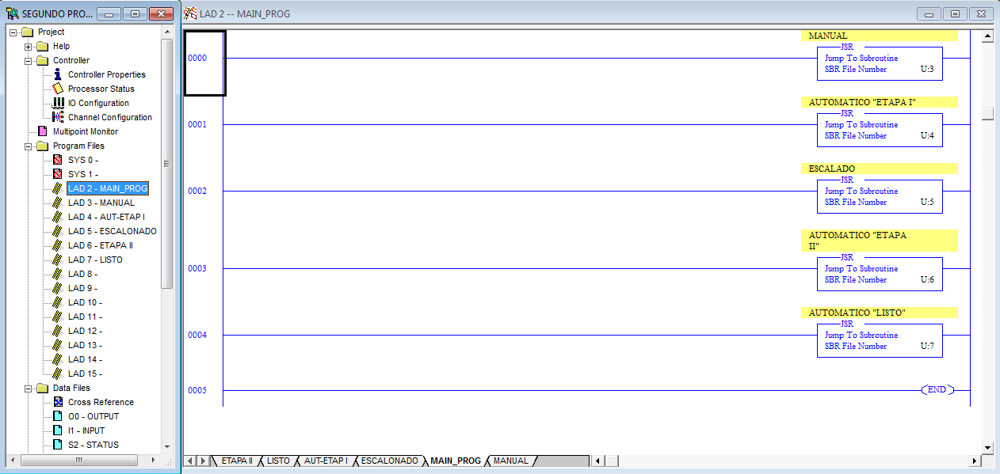 SEGUNDO PRO...
Project
Help
Controller
Controller Properties
Processor Status
IO Configuration
Channel Configuration
Multipoint Monitor
Program Files
SYS 0 -
SYS 1 -
LAD 2 - MAIN_PROG
LAD 3 - MANUAL
LAD 4 - AUT-ETAP I
LAD 5 - ESCALONADO
LAD 6 - ETAPA II
LAD 7 - LISTO
LAD 8 -
LAD 9 -
LAD 10 -
LAD 11 -
LAD 12 -
LAD 13 -
LAD 14 -
LAD 15 -
Data Files
Cross Reference
O0 - OUTPUT
I1 - INPUT
S2 - STATUS
LAD 2 -- MAIN_PROG
MANUAL
JSR
0000 Jump To Subroutine
SBR File Number U:3
AUTOMATICO "ETAPA I"
JSR
0001 Jump To Subroutine
SBR File Number U:4
ESCALADO
JSR
0002 Jump To Subroutine
SBR File Number U:5
AUTOMATICO "ETAPA
II"
JSR
0003 Jump To Subroutine
SBR File Number U:6
AUTOMATICO "LISTO"
JSR
0004 Jump To Subroutine
SBR File Number U:7
0005 END
ETAPA II LISTO AUT-ETAP I ESCALONADO MAIN_PROG MANUAL